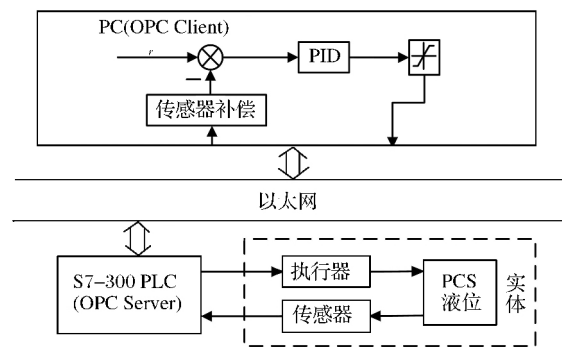 PC(OPC Client)
r
PID
传感器补偿
以太网
S7-300 PLC
(OPC Server)
执行器
传感器
PCS
液位
实体